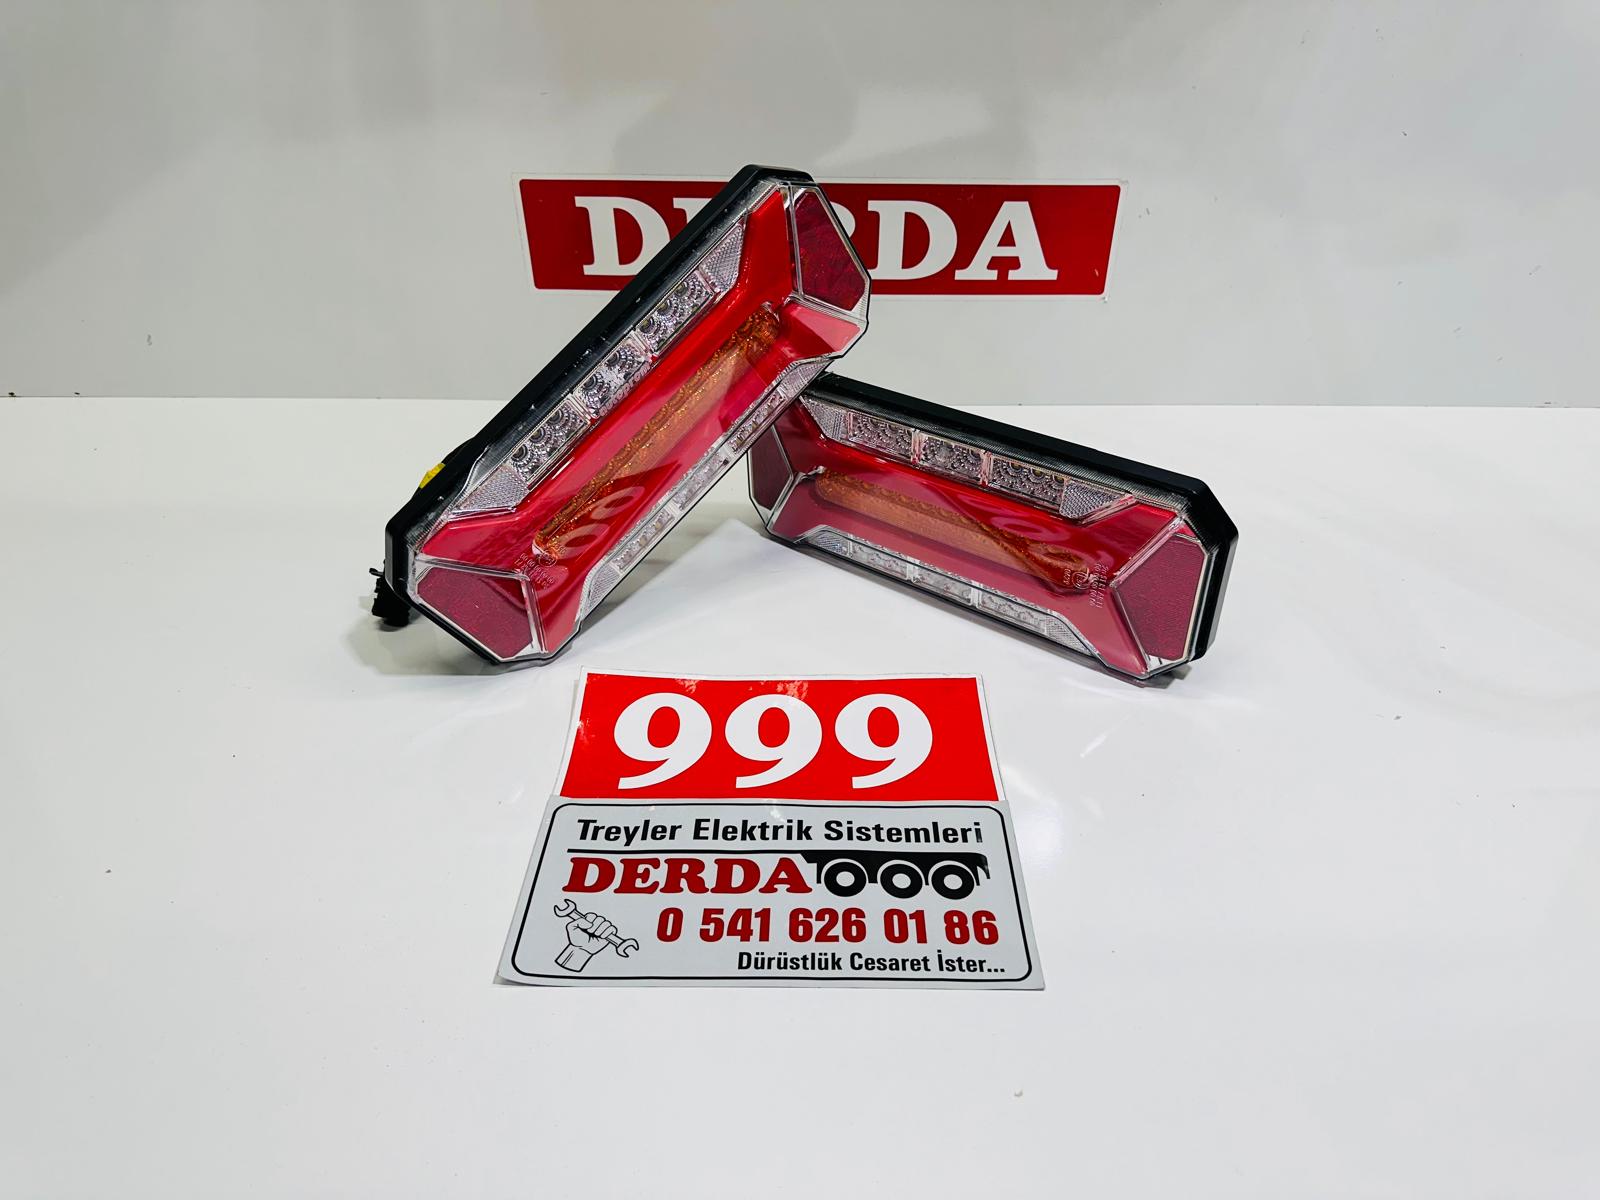 DERDA
999
Treyler Elektrik Sistemleri
DERDA
0 541 626 01 86
Dürüstlük Cesaret İster...